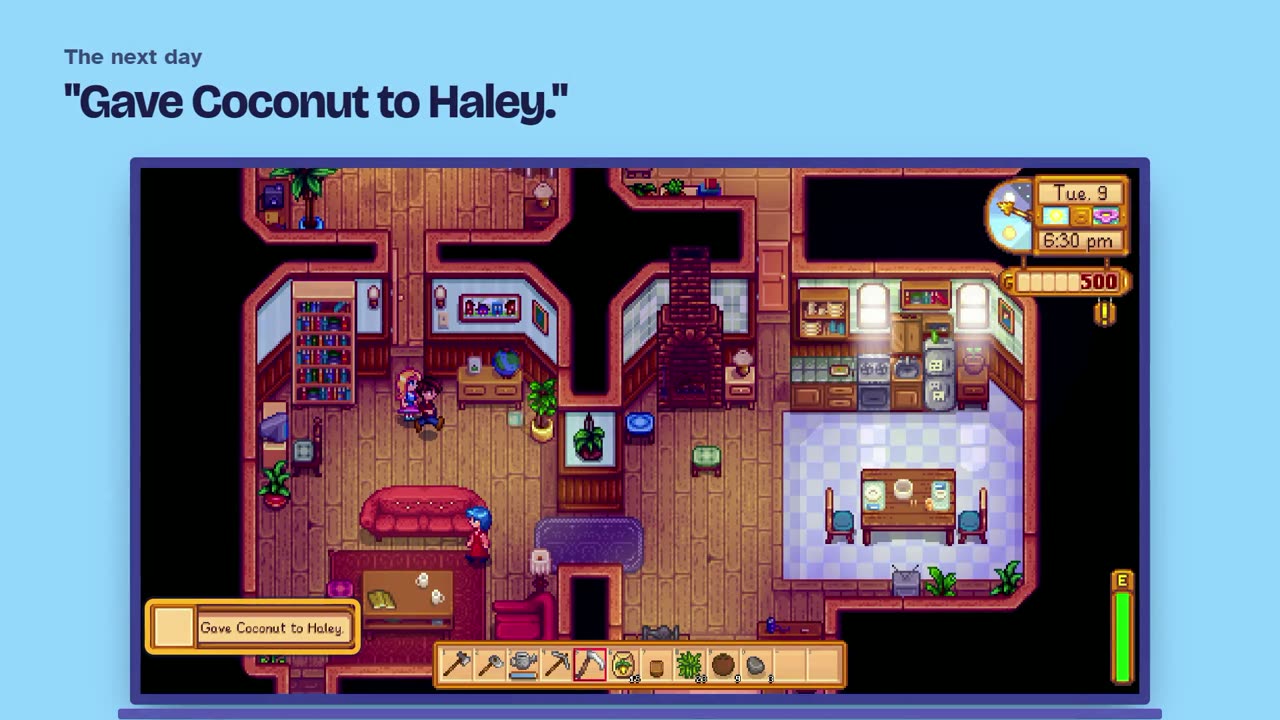 The next day
"Gave Coconut to Haley."
Tue. 9
6:30 pm
G 500
Gave Coconut to Haley.
E